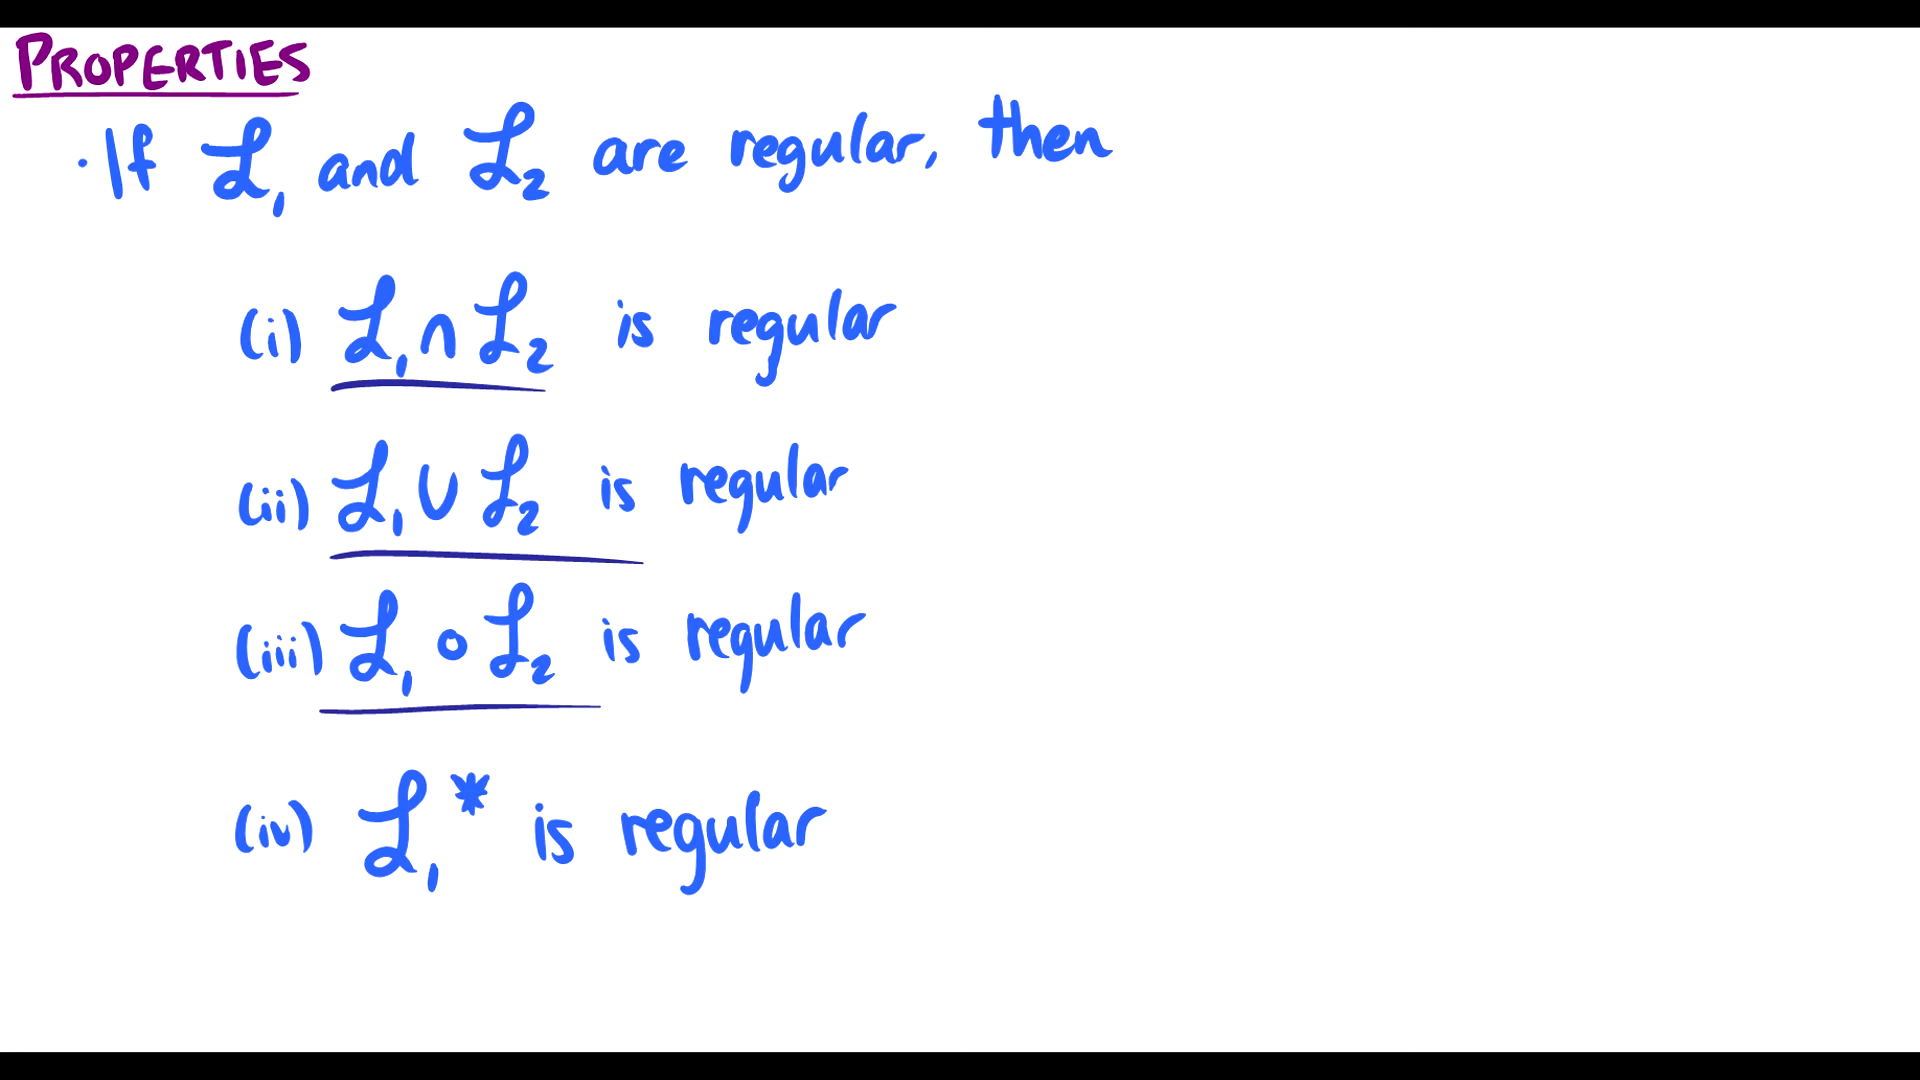 PROPERTIES
· If ℒ₁ and ℒ₂ are regular, then
(i) ℒ₁ ∩ ℒ₂ is regular
(ii) ℒ₁ ∪ ℒ₂ is regular
(iii) ℒ₁ ∘ ℒ₂ is regular
(iv) ℒ₁* is regular